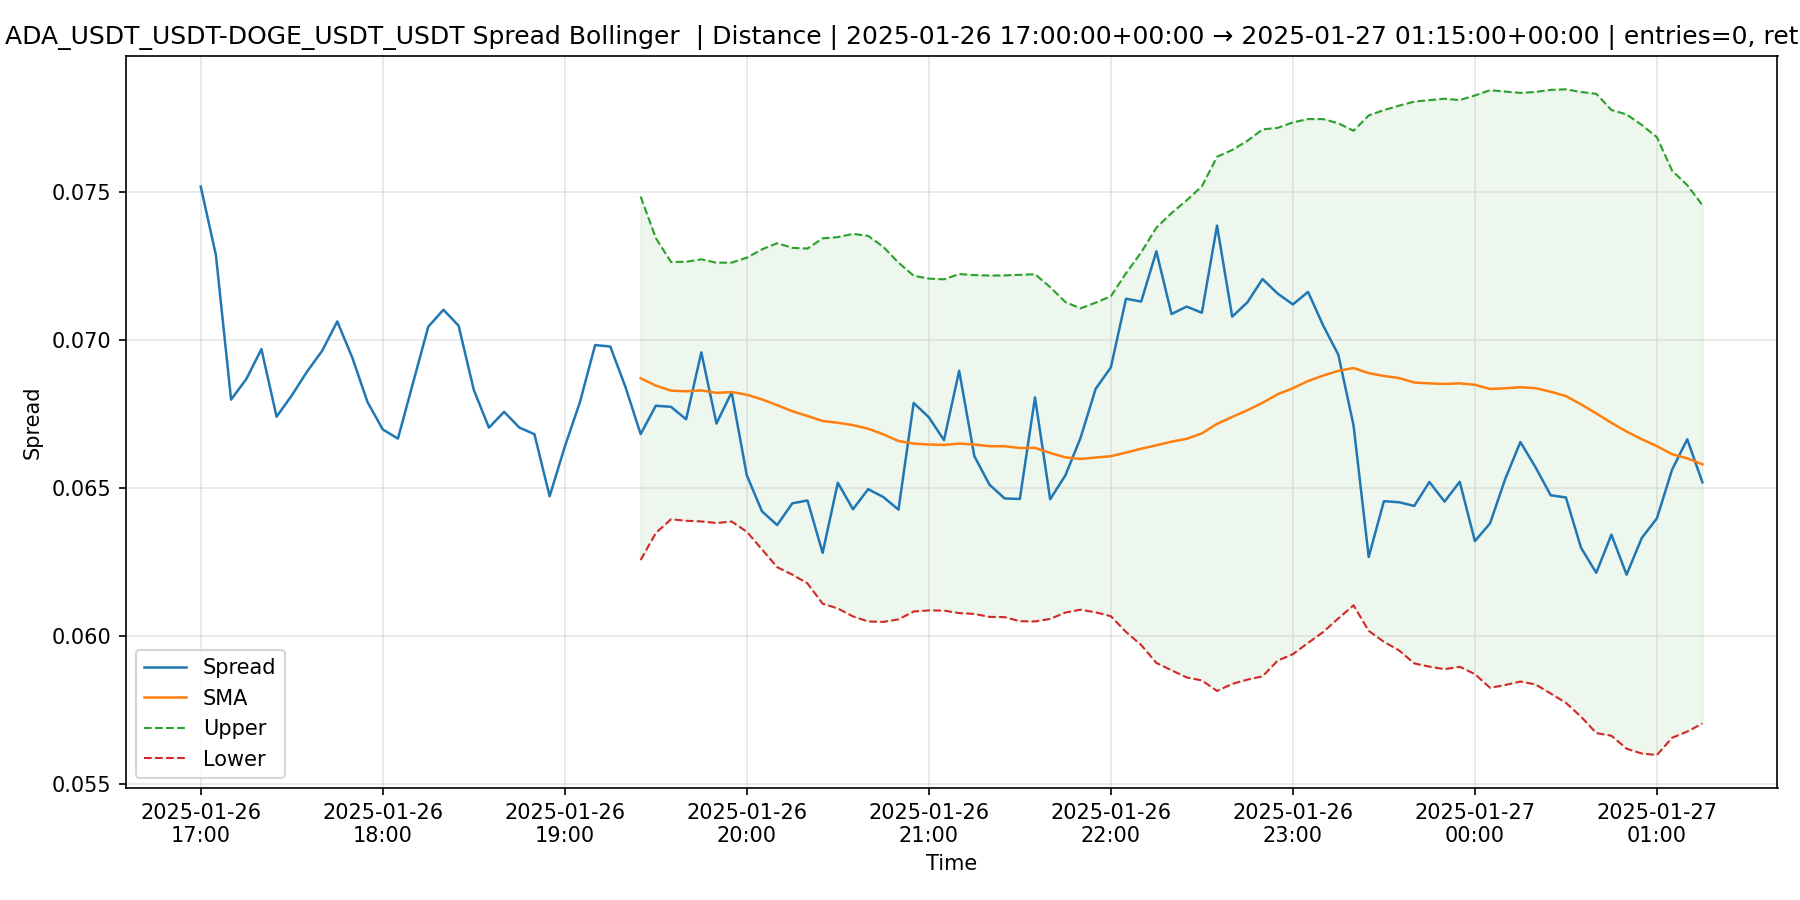 ADA_USDT_USDT-DOGE_USDT_USDT Spread Bollinger | Distance | 2025-01-26 17:00:00+00:00 → 2025-01-27 01:15:00+00:00 | entries=0, ret
0.075
0.070
0.065
0.060
0.055
Spread
Spread
SMA
Upper
Lower
2025-01-26 2025-01-26 2025-01-26 2025-01-26 2025-01-26 2025-01-26 2025-01-26 2025-01-27 2025-01-27
17:00 18:00 19:00 20:00 21:00 22:00 23:00 00:00 01:00
Time